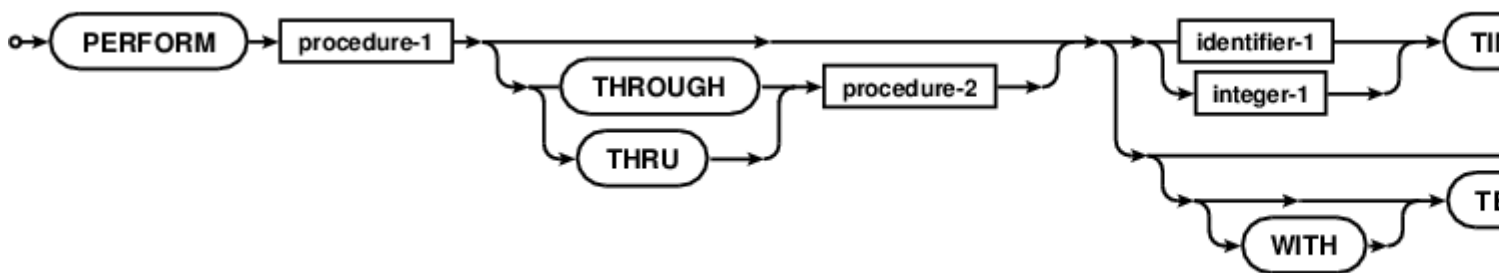 PERFORM procedure-1 identifier-1
THROUGH procedure-2 integer-1
THRU
WITH